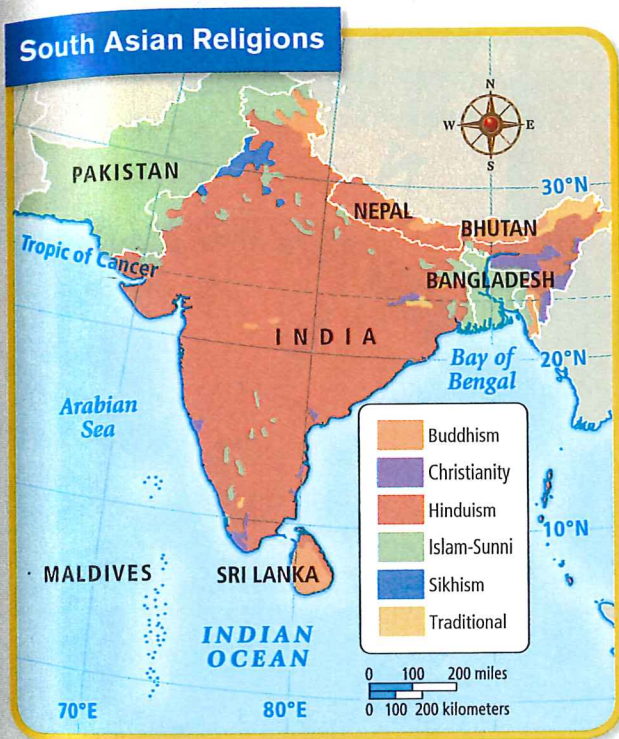 South Asian Religions
N
W
E
S
PAKISTAN
30°N
NEPAL
BHUTAN
Tropic of Cancer
BANGLADESH
INDIA
Bay of
Bengal
20°N
Arabian
Sea
Buddhism
Christianity
Hinduism
Islam-Sunni
Sikhism
Traditional
10°N
MALDIVES
SRI LANKA
INDIAN
OCEAN
0 100 200 miles
0 100 200 kilometers
70°E
80°E